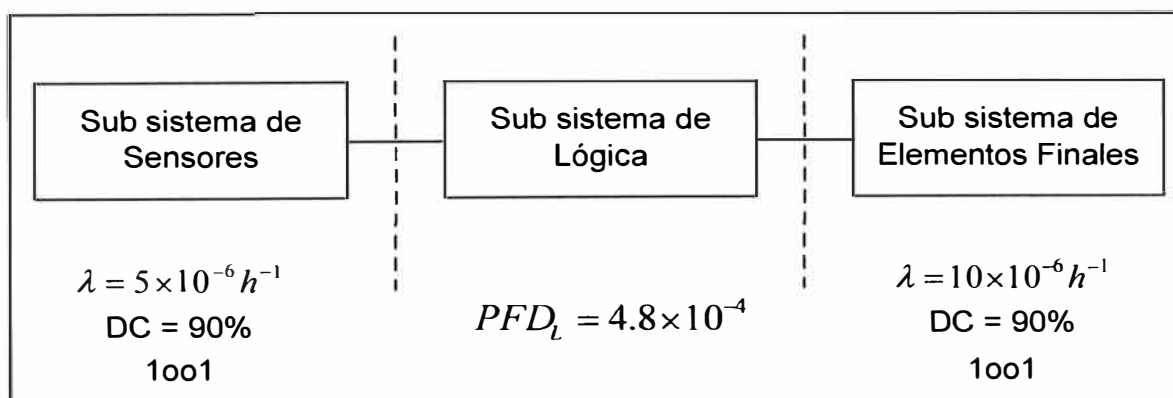 Sub sistema de
Sensores
Sub sistema de
Lógica
Sub sistema de
Elementos Finales
λ = 5×10⁻⁶ h⁻¹
DC = 90%
1oo1
PFD_L = 4.8×10⁻⁴
λ = 10×10⁻⁶ h⁻¹
DC = 90%
1oo1